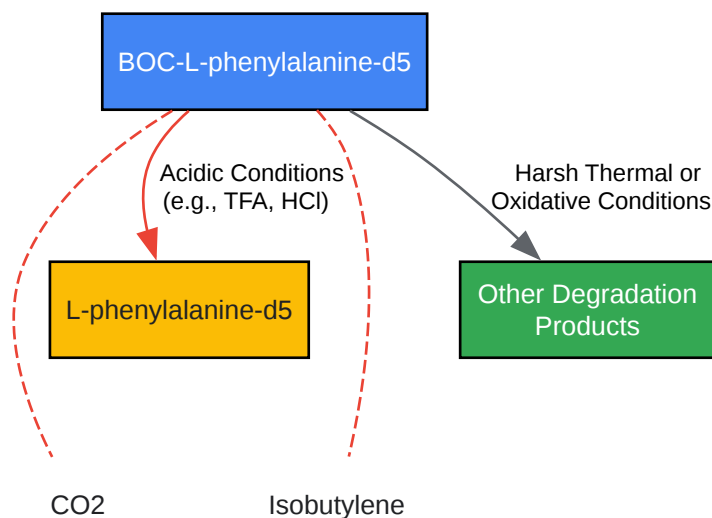 BOC-L-phenylalanine-d5
Acidic Conditions
(e.g., TFA, HCl)
Harsh Thermal or
Oxidative Conditions
L-phenylalanine-d5
Other Degradation
Products
CO2
Isobutylene